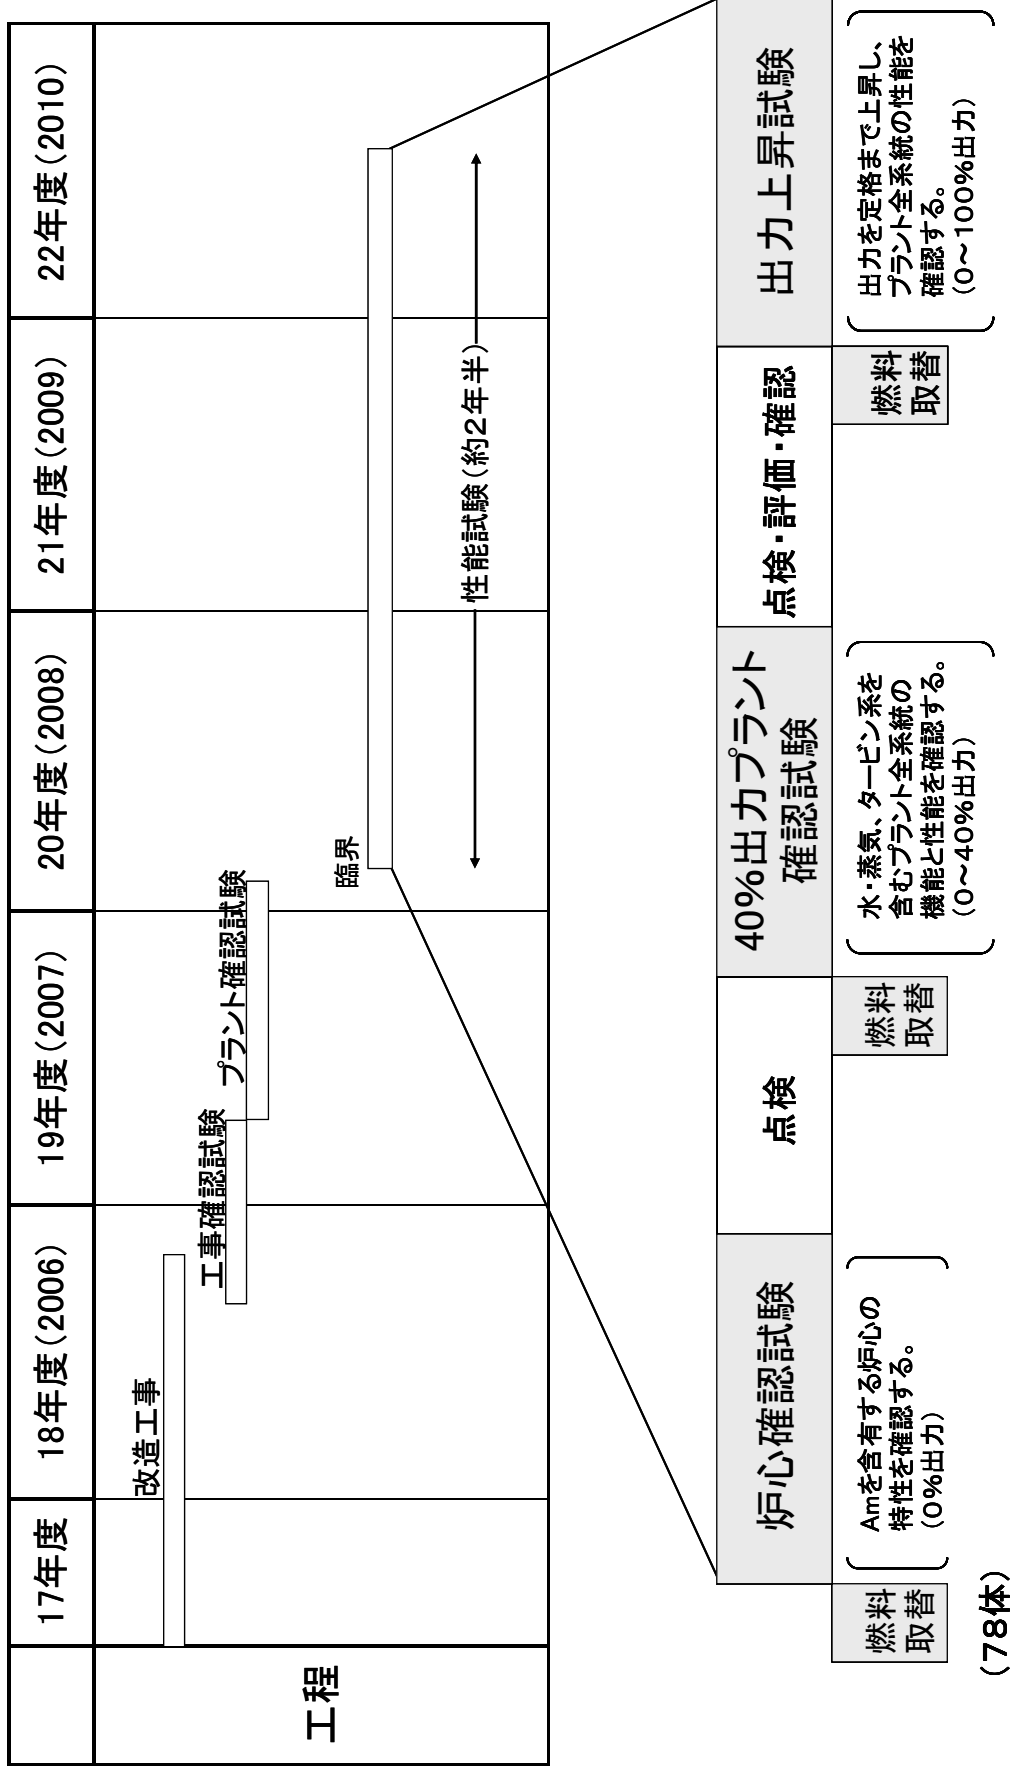 17年度
18年度(2006)
19年度(2007)
20年度(2008)
21年度(2009)
22年度(2010)
工程
改造工事
工事確認試験
プラント確認試験
臨界
性能試験(約2年半)
炉心確認試験
点検
40%出力プラント
確認試験
点検・評価・確認
出力上昇試験
燃料
取替
(78体)
Amを含有する炉心の
特性を確認する。
(0%出力)
燃料
取替
水・蒸気、タービン系を
含むプラント全系統の
機能と性能を確認する。
(0～40%出力)
燃料
取替
出力を定格まで上昇し、
プラント全系統の性能を
確認する。
(0～100%出力)